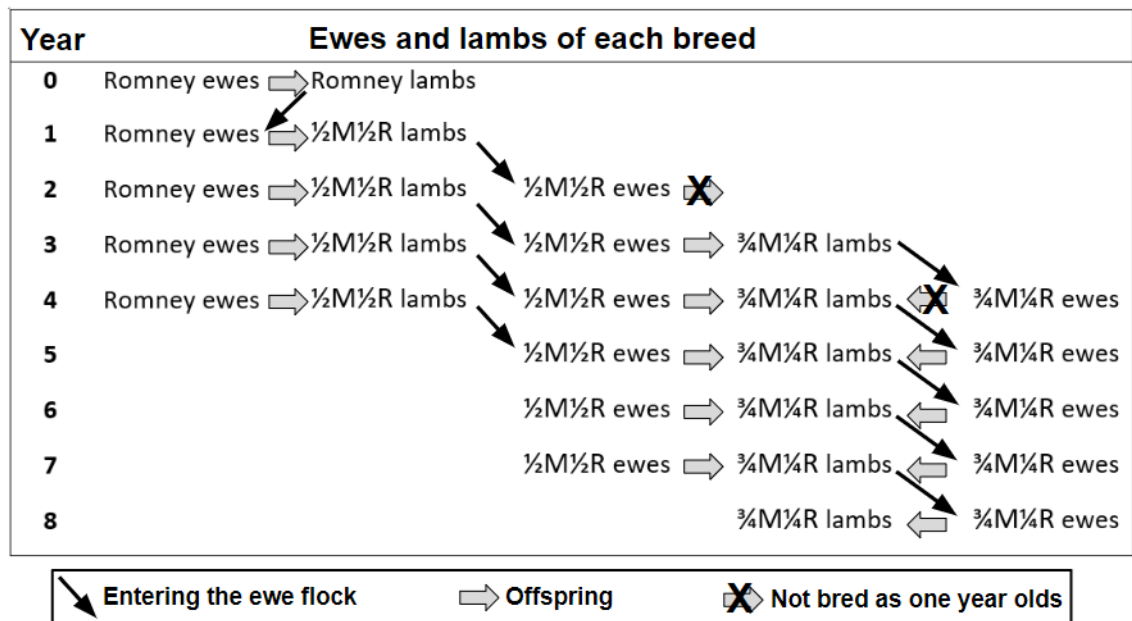 Year Ewes and lambs of each breed
0 Romney ewes Romney lambs
1 Romney ewes ½M½R lambs
2 Romney ewes ½M½R lambs ½M½R ewes X
3 Romney ewes ½M½R lambs ½M½R ewes ¾M¼R lambs
4 Romney ewes ½M½R lambs ½M½R ewes ¾M¼R lambs X ¾M¼R ewes
5 ½M½R ewes ¾M¼R lambs ¾M¼R ewes
6 ½M½R ewes ¾M¼R lambs ¾M¼R ewes
7 ½M½R ewes ¾M¼R lambs ¾M¼R ewes
8 ¾M¼R lambs ¾M¼R ewes
Entering the ewe flock Offspring X Not bred as one year olds